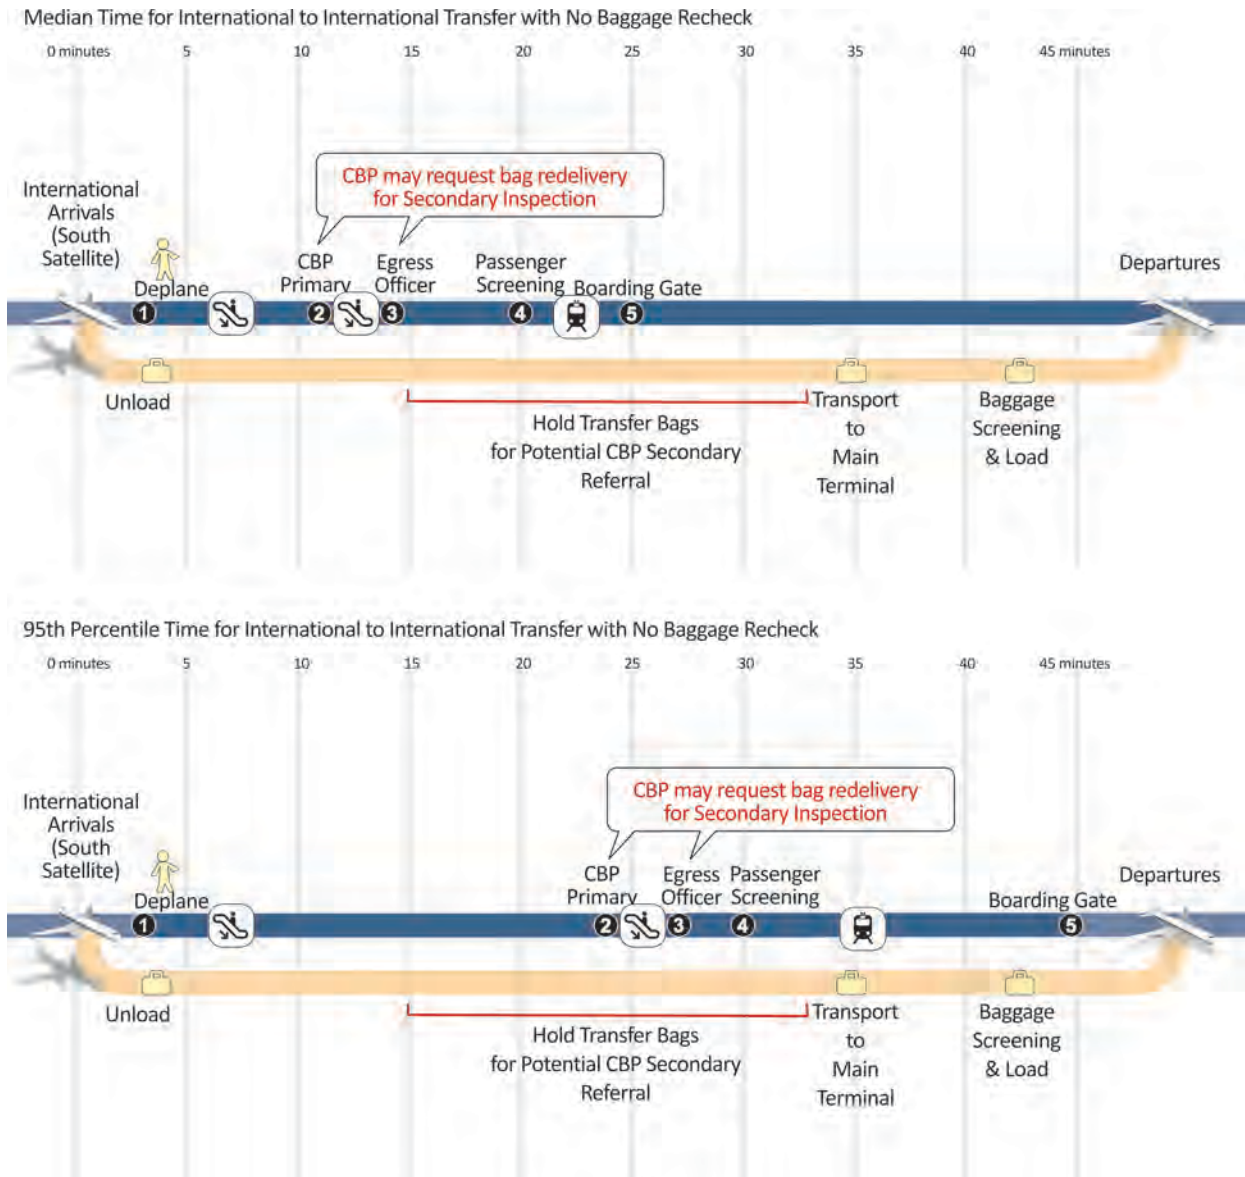 Median Time for International to International Transfer with No Baggage Recheck
0 minutes 5 10 15 20 25 30 35 40 45 minutes
CBP may request bag redelivery
for Secondary Inspection
International
Arrivals
(South
Satellite)
Deplane
CBP
Primary
Egress
Officer
Passenger
Screening
Boarding Gate
Departures
1 2 3 4 5
Unload
Hold Transfer Bags
for Potential CBP Secondary
Referral
Transport
to
Main
Terminal
Baggage
Screening
& Load
95th Percentile Time for International to International Transfer with No Baggage Recheck
0 minutes 5 10 15 20 25 30 35 40 45 minutes
CBP may request bag redelivery
for Secondary Inspection
International
Arrivals
(South
Satellite)
Deplane
CBP
Primary
Egress
Officer
Passenger
Screening
Boarding Gate
Departures
1 2 3 4 5
Unload
Hold Transfer Bags
for Potential CBP Secondary
Referral
Transport
to
Main
Terminal
Baggage
Screening
& Load